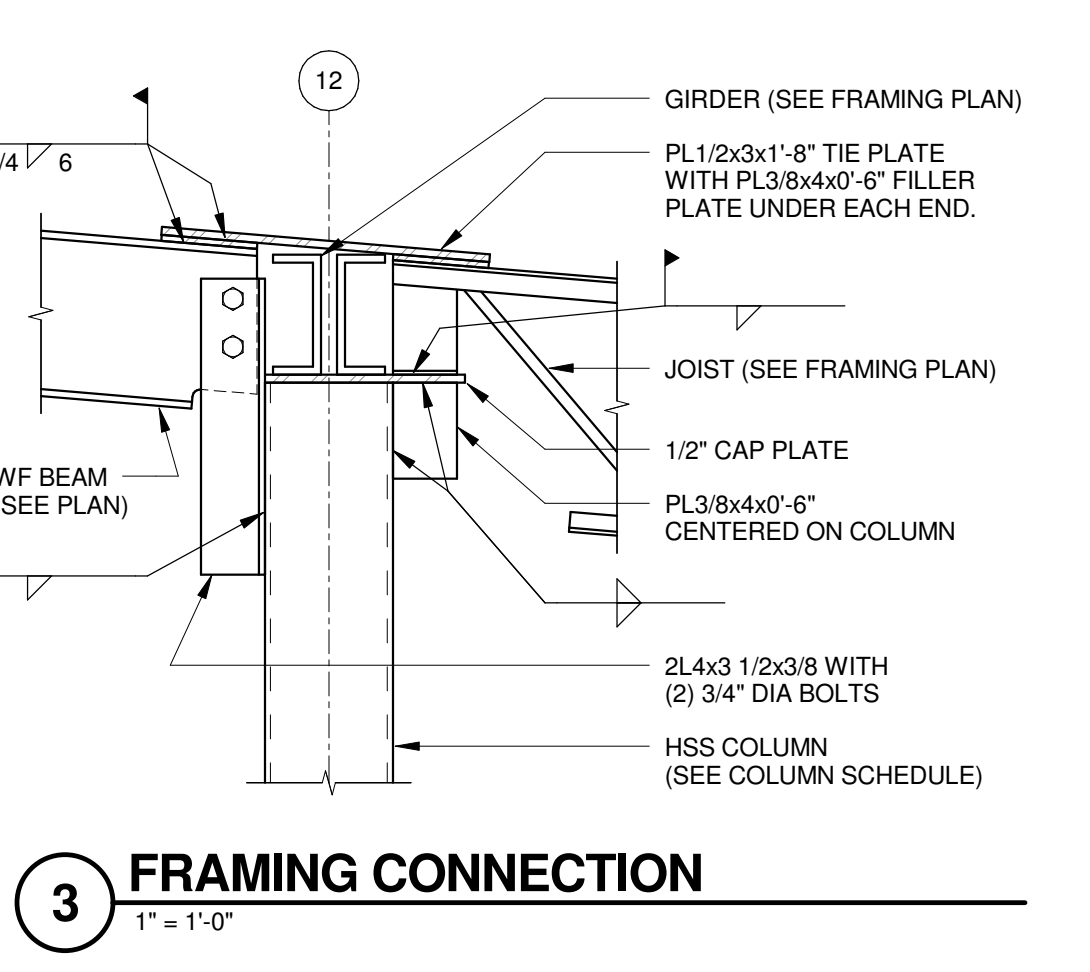 12
GIRDER (SEE FRAMING PLAN)
/4 6
PL1/2x3x1'-8" TIE PLATE
WITH PL3/8x4x0'-6" FILLER
PLATE UNDER EACH END.
JOIST (SEE FRAMING PLAN)
1/2" CAP PLATE
WF BEAM
SEE PLAN)
PL3/8x4x0'-6"
CENTERED ON COLUMN
2L4x3 1/2x3/8 WITH
(2) 3/4" DIA BOLTS
HSS COLUMN
(SEE COLUMN SCHEDULE)
3 FRAMING CONNECTION
1" = 1'-0"